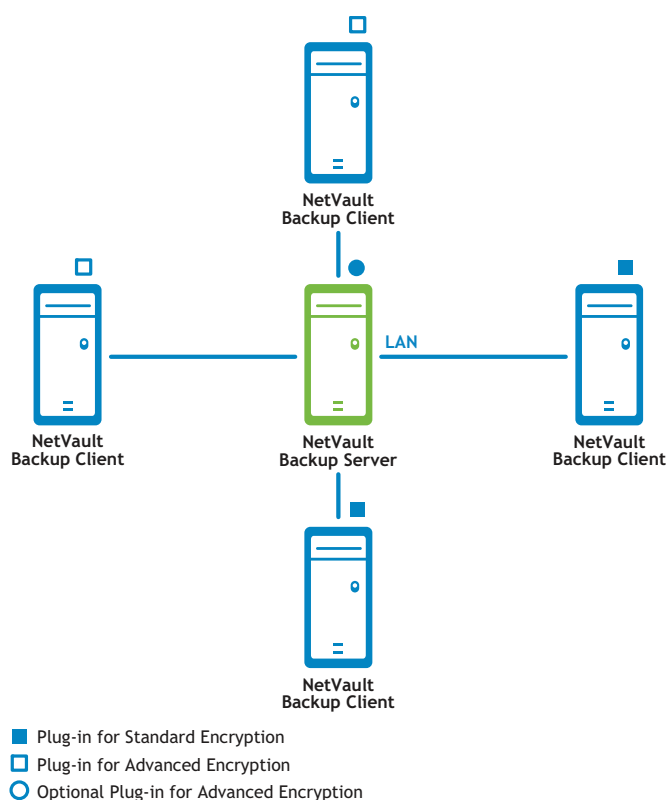 NetVault
Backup Client
NetVault
Backup Client
LAN
NetVault
Backup Server
NetVault
Backup Client
NetVault
Backup Client
Plug-in for Standard Encryption
Plug-in for Advanced Encryption
Optional Plug-in for Advanced Encryption